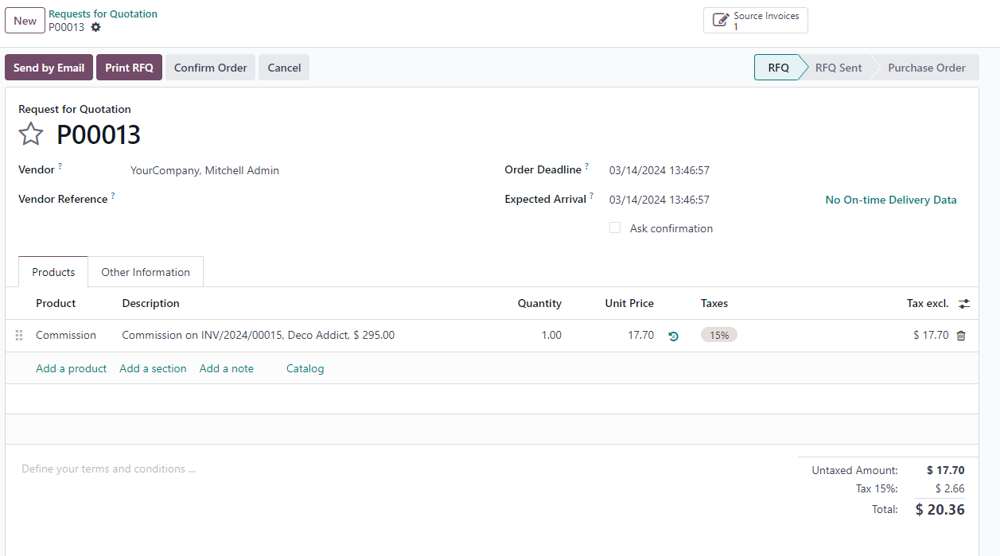 New
Requests for Quotation
P00013
Source Invoices
1
Send by Email
Print RFQ
Confirm Order
Cancel
RFQ
RFQ Sent
Purchase Order
Request for Quotation
P00013
Vendor ?
YourCompany, Mitchell Admin
Order Deadline ?
03/14/2024 13:46:57
Vendor Reference ?
Expected Arrival ?
03/14/2024 13:46:57
No On-time Delivery Data
Ask confirmation
Products
Other Information
Product Description Quantity Unit Price Taxes Tax excl.
Commission Commission on INV/2024/00015, Deco Addict, $ 295.00 1.00 17.70 15% $ 17.70
Add a product Add a section Add a note Catalog
Define your terms and conditions ...
Untaxed Amount: $ 17.70
Tax 15%: $ 2.66
Total: $ 20.36